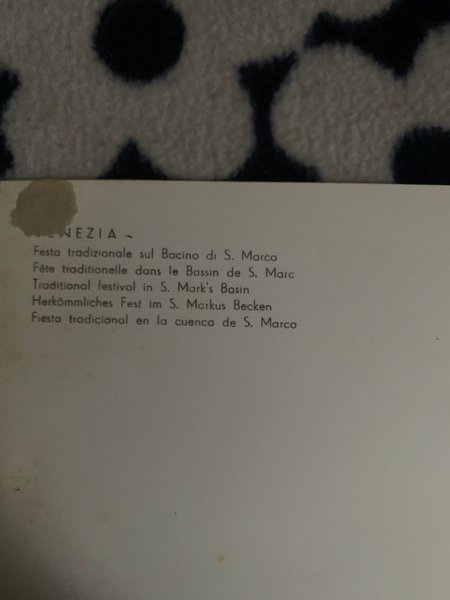 VENEZIA ~
Festa tradizionale sul Bacino di S. Marco
Fête traditionelle dans le Bassin de S. Marc
Traditional festival in S. Mark's Basin
Herkömmliches Fest im S. Markus Becken
Fiesta tradicional en la cuenca de S. Marco